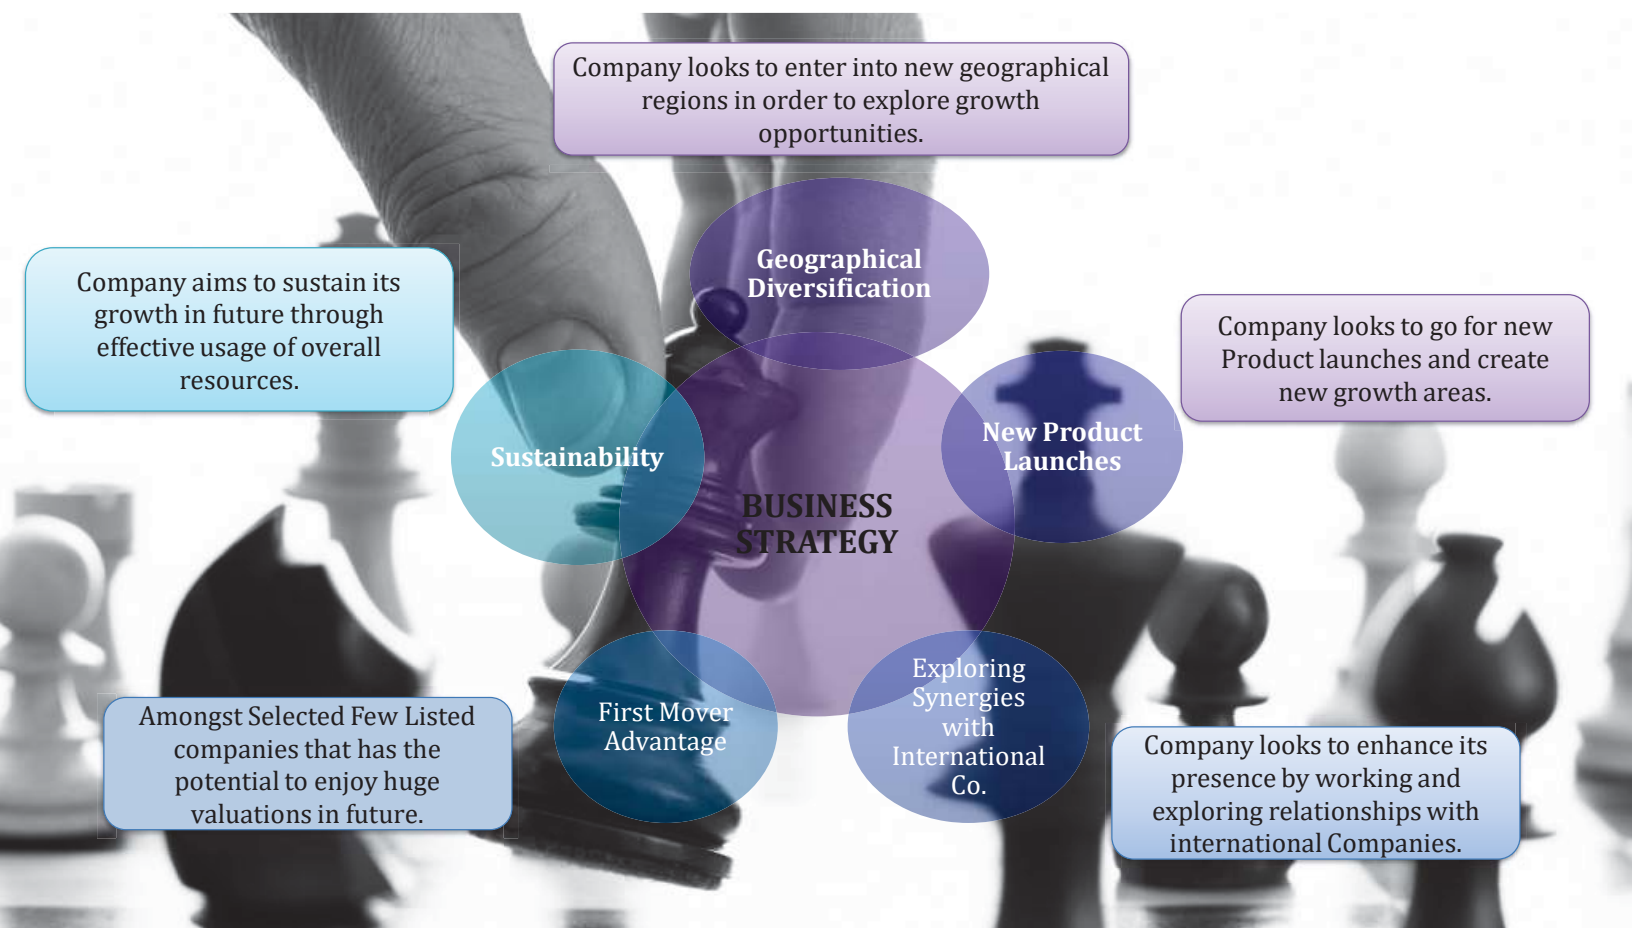 Company looks to enter into new geographical
regions in order to explore growth
opportunities.
Geographical
Diversification
Company aims to sustain its
growth in future through
effective usage of overall
resources.
Sustainability
Company looks to go for new
Product launches and create
new growth areas.
New Product
Launches
BUSINESS
STRATEGY
Amongst Selected Few Listed
companies that has the
potential to enjoy huge
valuations in future.
First Mover
Advantage
Exploring
Synergies
with
International
Co.
Company looks to enhance its
presence by working and
exploring relationships with
international Companies.